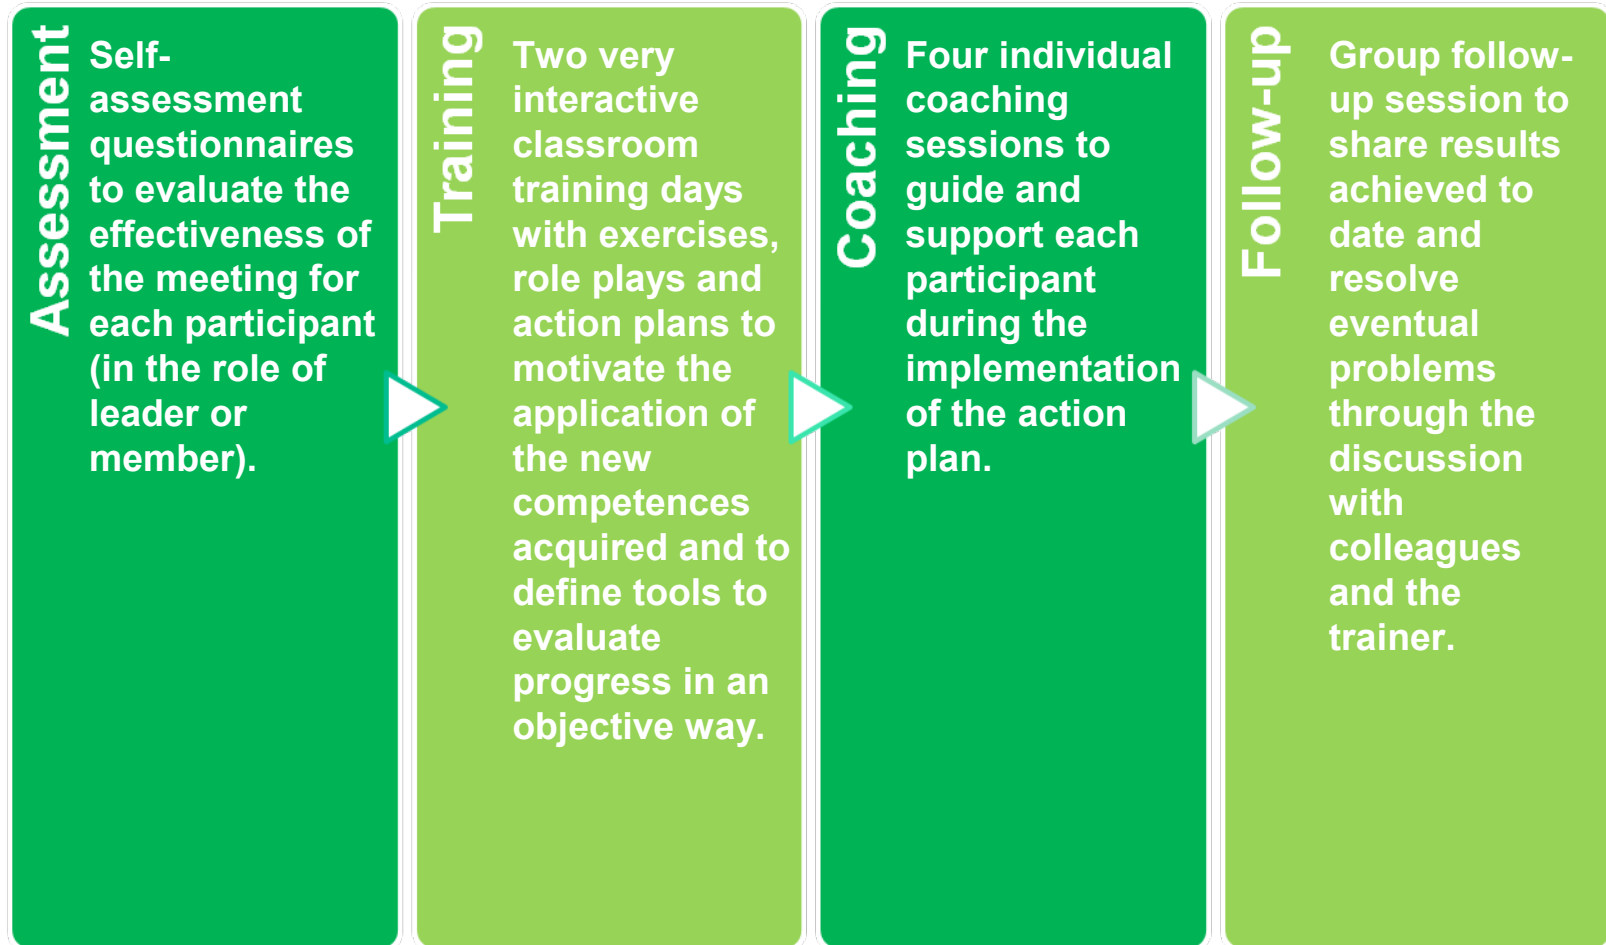 Assessment
Self-
assessment
questionnaires
to evaluate the
effectiveness of
the meeting for
each participant
(in the role of
leader or
member).
Training
Two very
interactive
classroom
training days
with exercises,
role plays and
action plans to
motivate the
application of
the new
competences
acquired and to
define tools to
evaluate
progress in an
objective way.
Coaching
Four individual
coaching
sessions to
guide and
support each
participant
during the
implementation
of the action
plan.
Follow-up
Group follow-
up session to
share results
achieved to
date and
resolve
eventual
problems
through the
discussion
with
colleagues
and the
trainer.